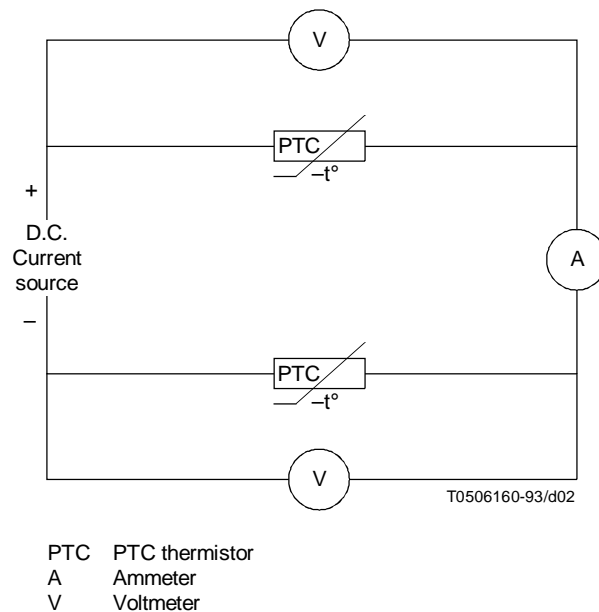 V
PTC
–t°
+
D.C.
Current
source
–
A
PTC
–t°
V
T0506160-93/d02
PTC PTC thermistor
A Ammeter
V Voltmeter